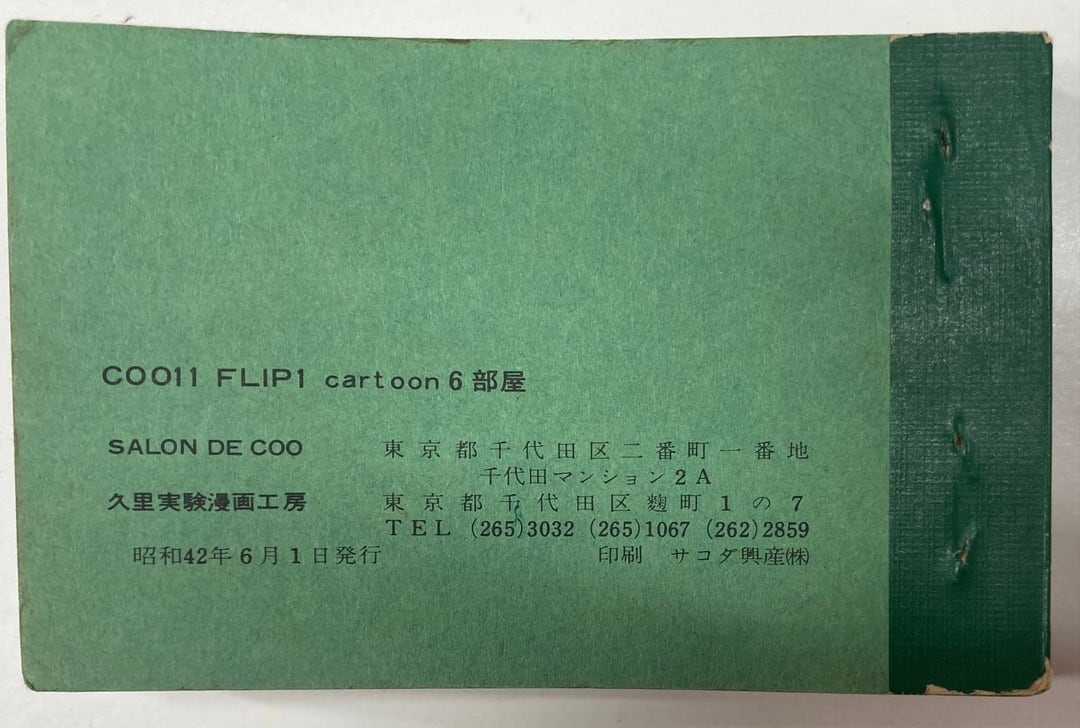 COO11 FLIP1 cartoon 6 部屋
SALON DE COO 東京都千代田区二番町一番地
千代田マンション2A
久里実験漫画工房 東京都千代田区麹町1の7
TEL (265)3032 (265)1067 (262)2859
昭和42年6月1日発行 印刷 サコダ興産㈱